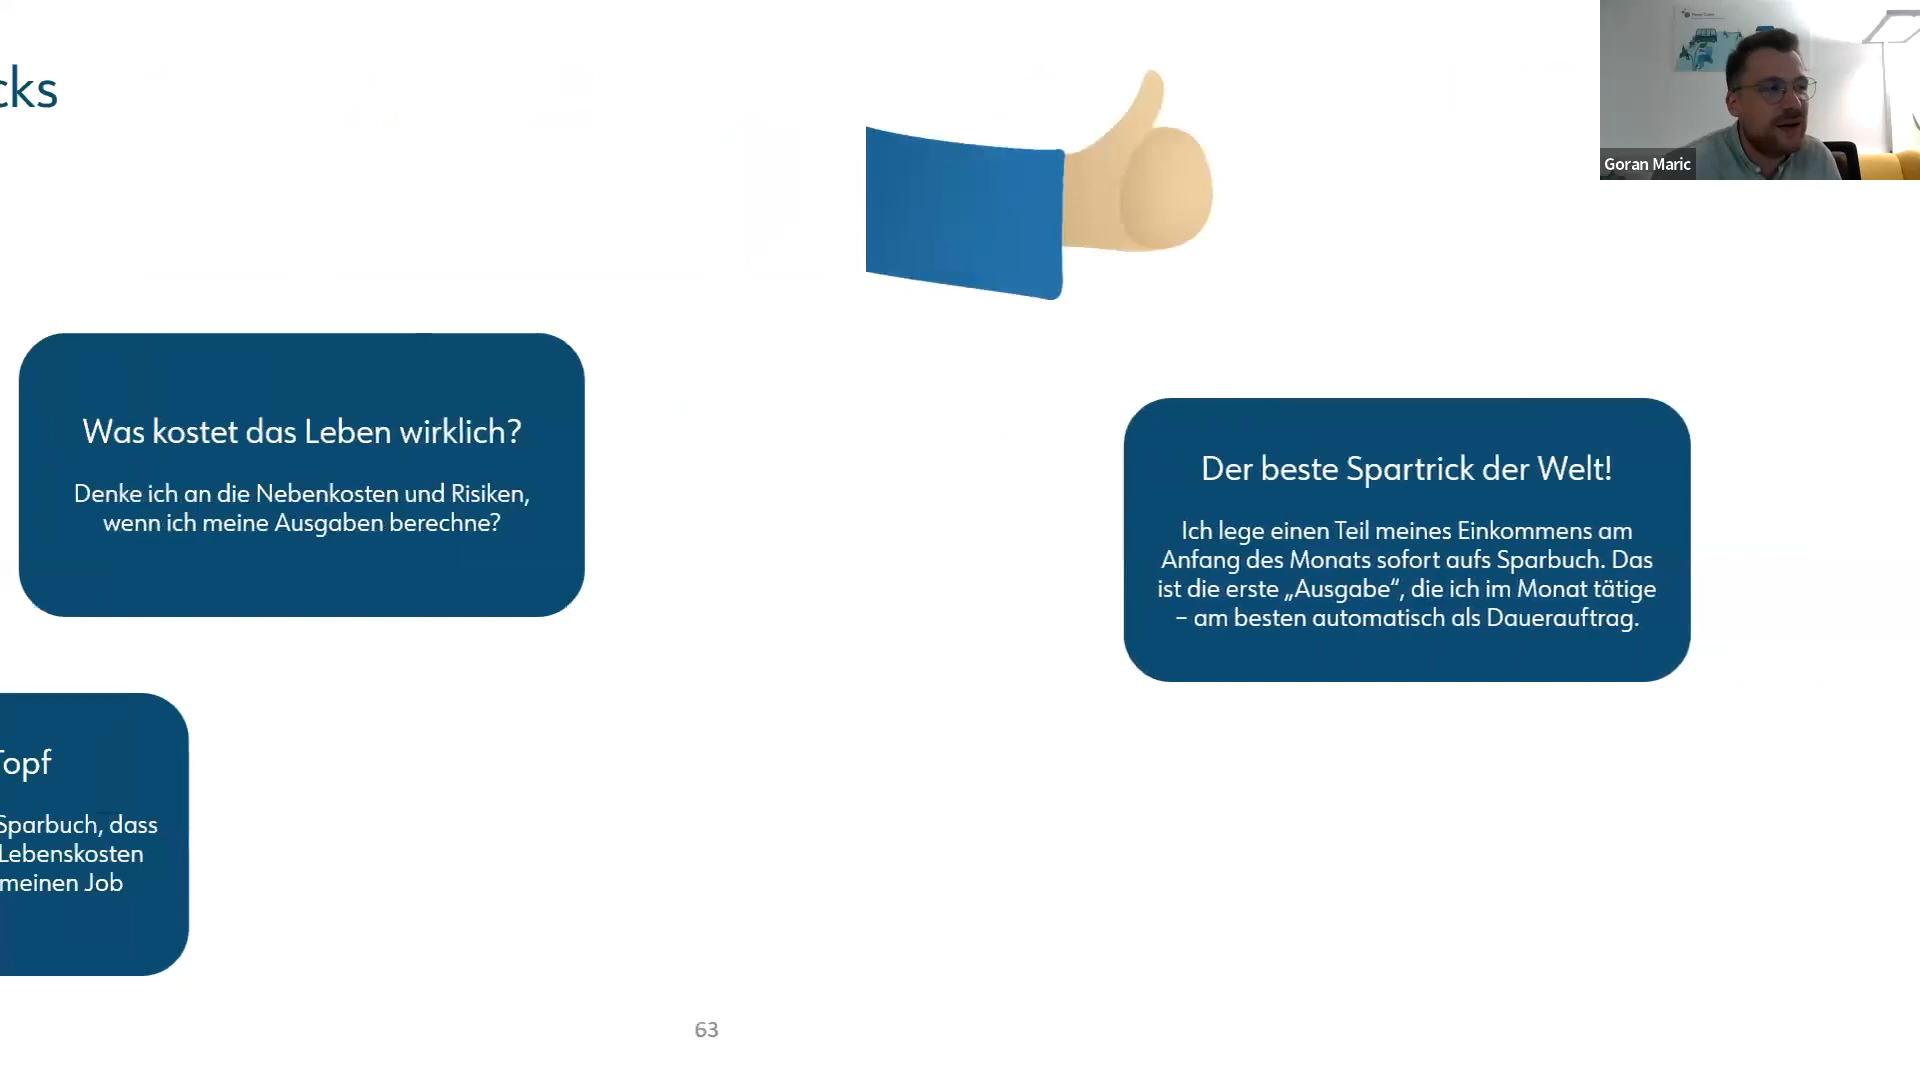 cks
Goran Maric
Was kostet das Leben wirklich?
Denke ich an die Nebenkosten und Risiken,
wenn ich meine Ausgaben berechne?
Der beste Spartrick der Welt!
Ich lege einen Teil meines Einkommens am
Anfang des Monats sofort aufs Sparbuch. Das
ist die erste „Ausgabe“, die ich im Monat tätige
– am besten automatisch als Dauerauftrag.
Topf
Sparbuch, dass
Lebenskosten
meinen Job
63